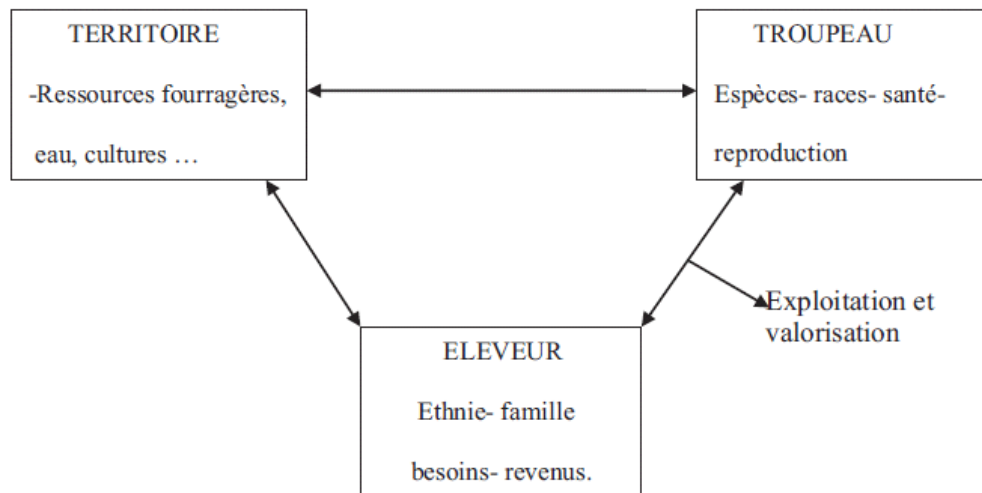 TERRITOIRE
-Ressources fourragères,
eau, cultures …
TROUPEAU
Espèces- races- santé-
reproduction
Exploitation et
valorisation
ELEVEUR
Ethnie- famille
besoins- revenus.